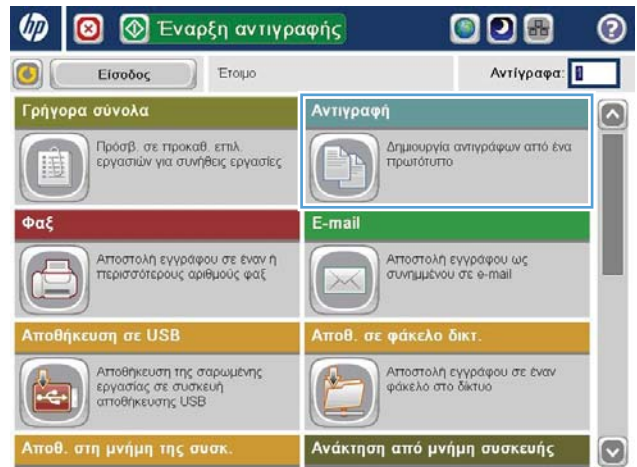 hp
Έναρξη αντιγραφής
?
Είσοδος
Έτοιμο
Αντίγραφα: 1
Γρήγορα σύνολα
Πρόσβ. σε προκαθ. επιλ.
εργασιών για συνήθεις εργασίες
Αντιγραφή
Δημιουργία αντιγράφων από ένα
πρωτότυπο
Φαξ
Αποστολή εγγράφου σε έναν ή
περισσότερους αριθμούς φαξ
E-mail
Αποστολή εγγράφου ως
συνημμένου σε e-mail
Αποθήκευση σε USB
Αποθήκευση της σαρωμένης
εργασίας σε συσκευή
αποθήκευσης USB
Αποθ. σε φάκελο δικτ.
Αποστολή εγγράφου σε έναν
φάκελο στο δίκτυο
Αποθ. στη μνήμη της συσκ.
Ανάκτηση από μνήμη συσκευής